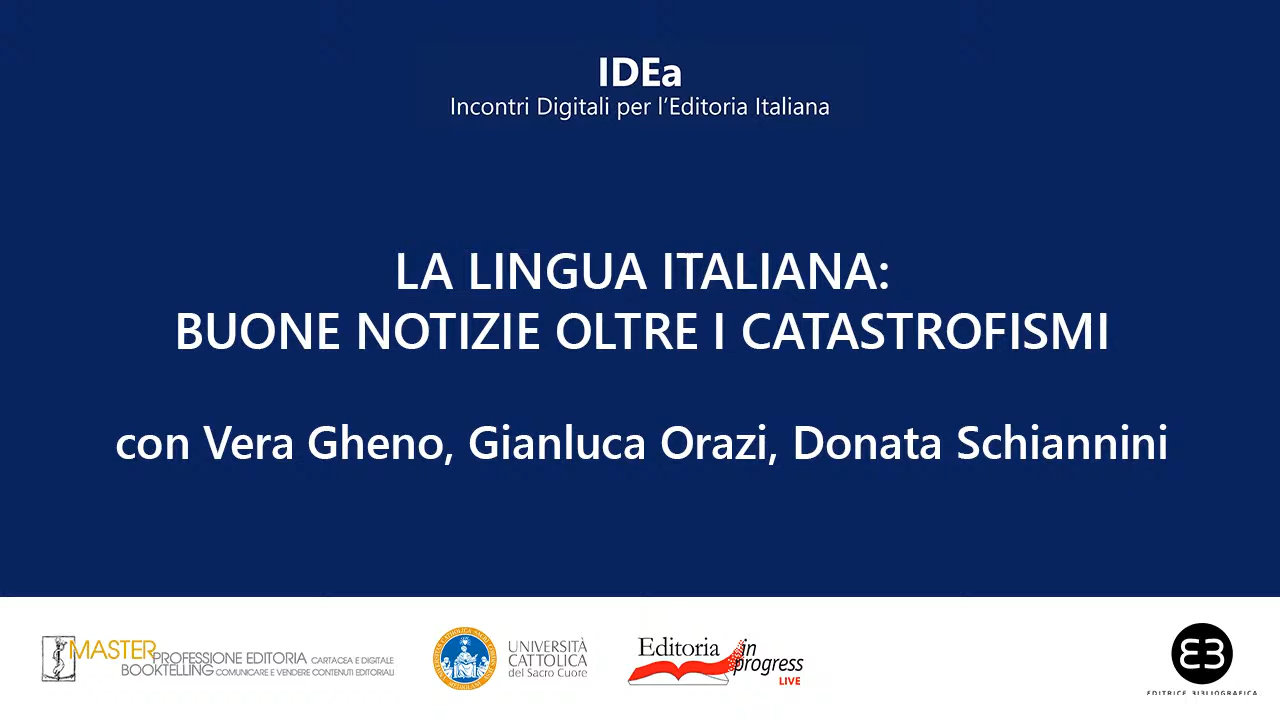 IDEa
Incontri Digitali per l'Editoria Italiana
LA LINGUA ITALIANA:
BUONE NOTIZIE OLTRE I CATASTROFISMI
con Vera Gheno, Gianluca Orazi, Donata Schiannini
MASTER PROFESSIONE EDITORIA CARTACEA E DIGITALE
BOOKTELLING COMUNICARE E VENDERE CONTENUTI EDITORIALI
UNIVERSITÀ
CATTOLICA
del Sacro Cuore
Editoria in
progress
LIVE
EDITRICE BIBLIOGRAFICA